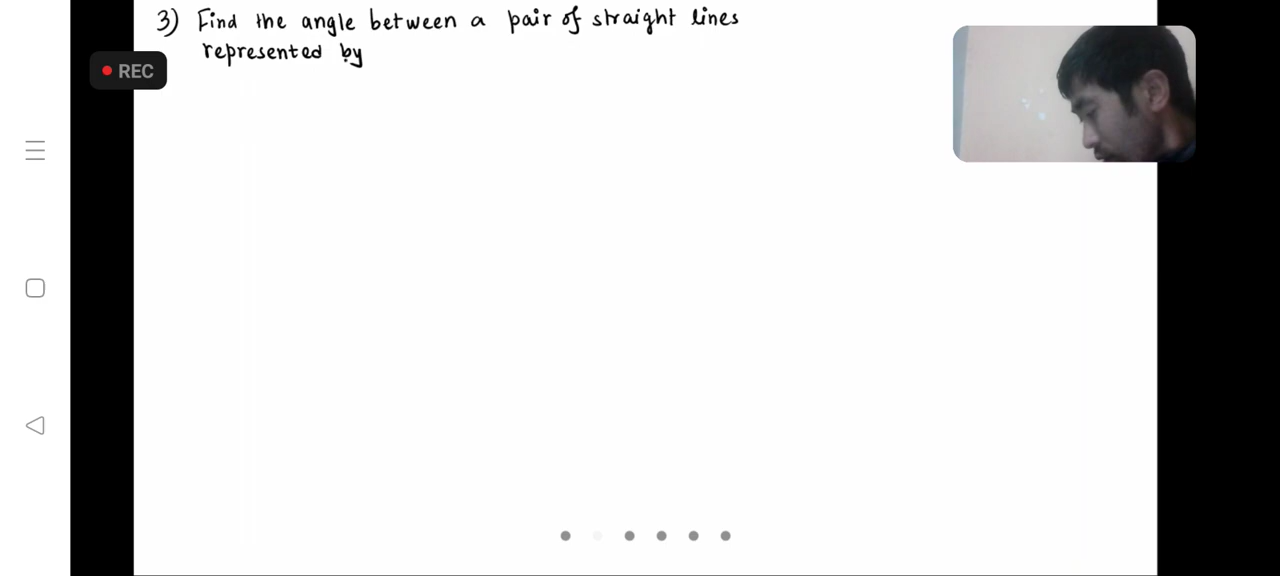 3) Find the angle between a pair of straight lines
represented by
REC